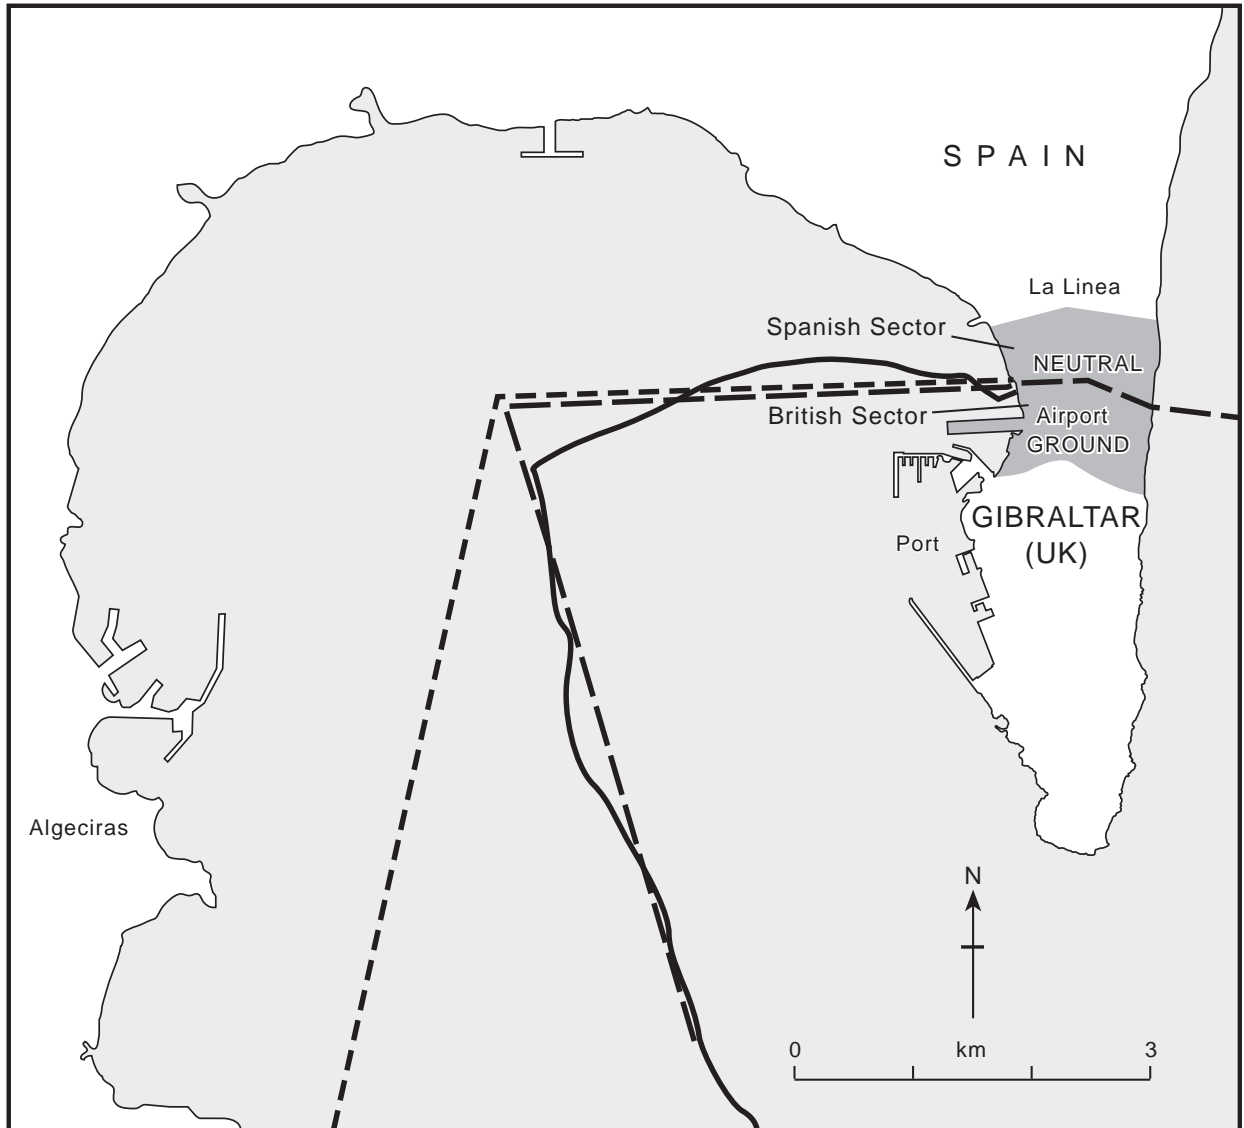 SPAIN
La Linea
Spanish Sector
NEUTRAL
British Sector
Airport
GROUND
GIBRALTAR
(UK)
Port
Algeciras
N
0 km 3